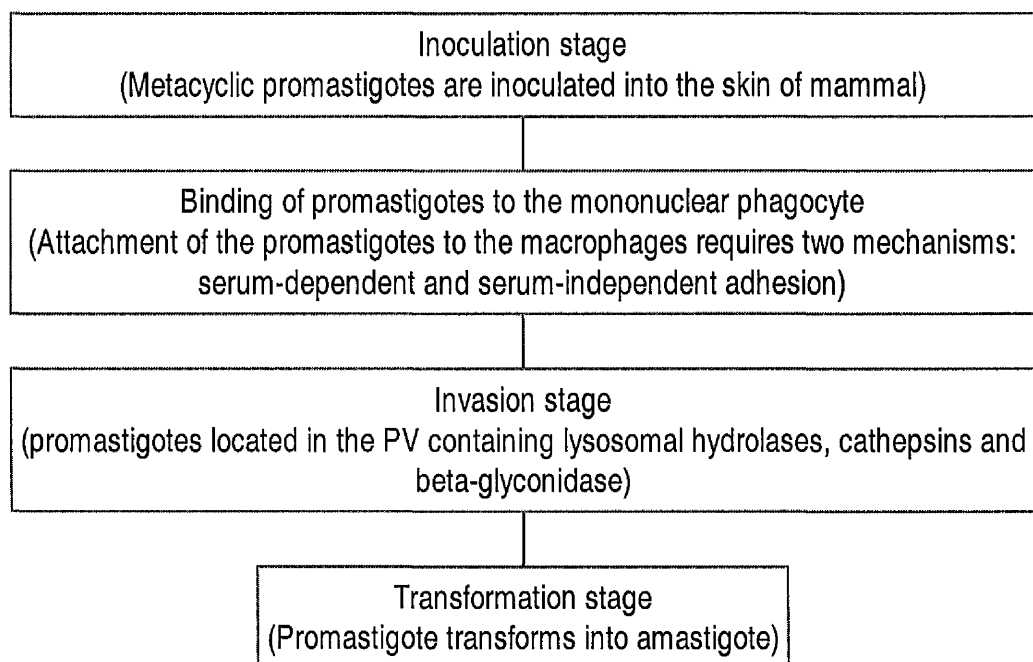 Inoculation stage
(Metacyclic promastigotes are inoculated into the skin of mammal)
Binding of promastigotes to the mononuclear phagocyte
(Attachment of the promastigotes to the macrophages requires two mechanisms:
serum-dependent and serum-independent adhesion)
Invasion stage
(promastigotes located in the PV containing lysosomal hydrolases, cathepsins and
beta-glyconidase)
Transformation stage
(Promastigote transforms into amastigote)